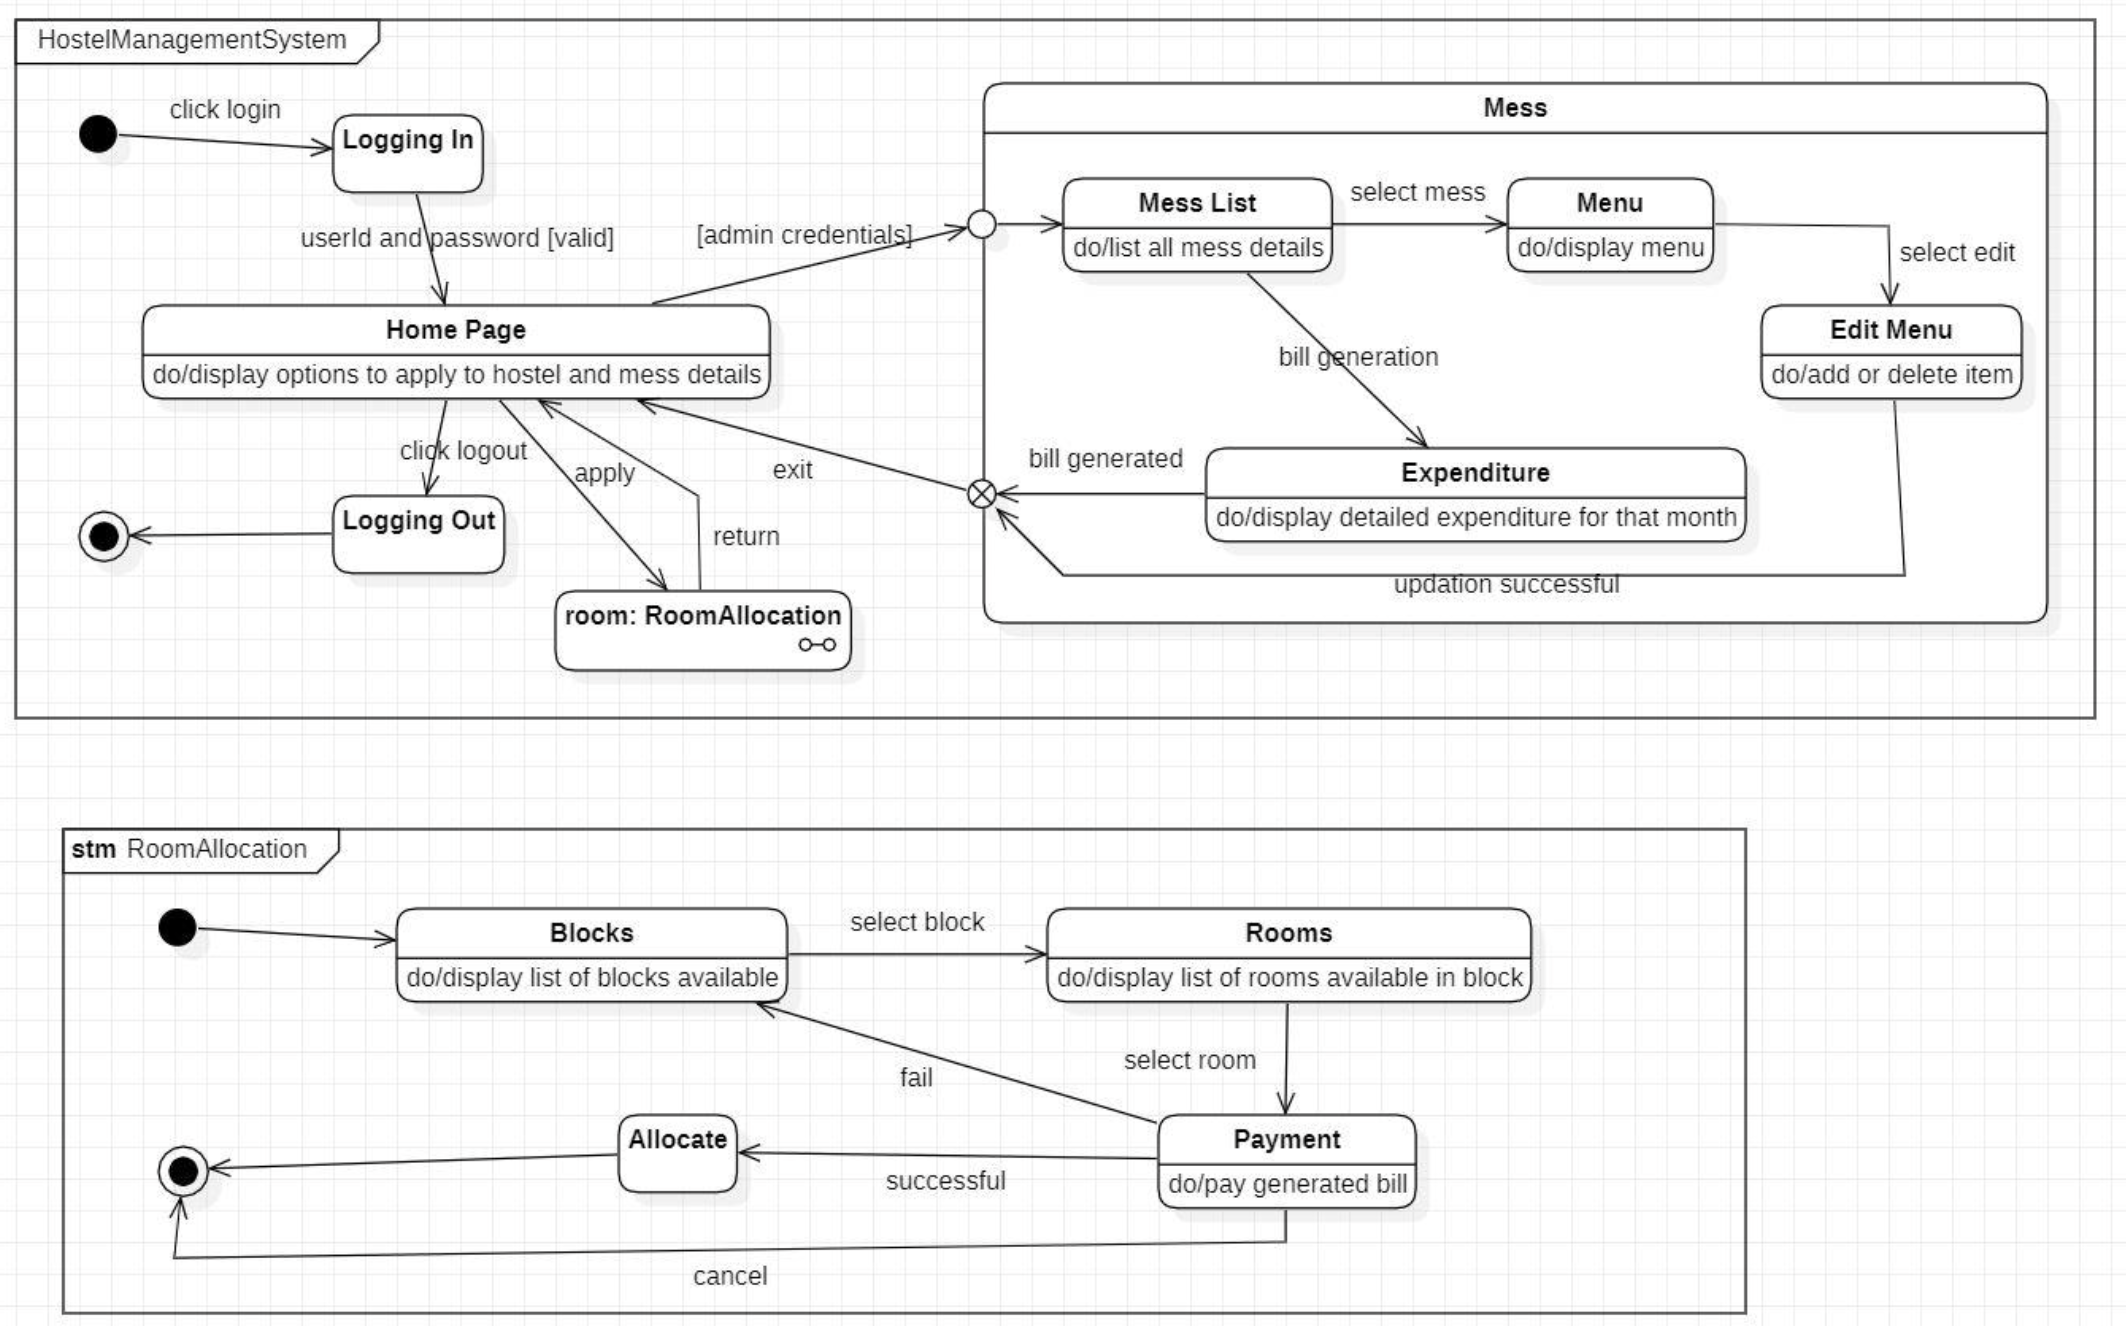 HostelManagementSystem
click login
Logging In
userId and password [valid]
[admin credentials]
Home Page
do/display options to apply to hostel and mess details
click logout
apply
exit
return
Logging Out
room: RoomAllocation
Mess
Mess List
do/list all mess details
select mess
Menu
do/display menu
select edit
Edit Menu
do/add or delete item
bill generation
bill generated
Expenditure
do/display detailed expenditure for that month
updation successful
stm RoomAllocation
Blocks
do/display list of blocks available
select block
Rooms
do/display list of rooms available in block
select room
fail
Allocate
successful
Payment
do/pay generated bill
cancel